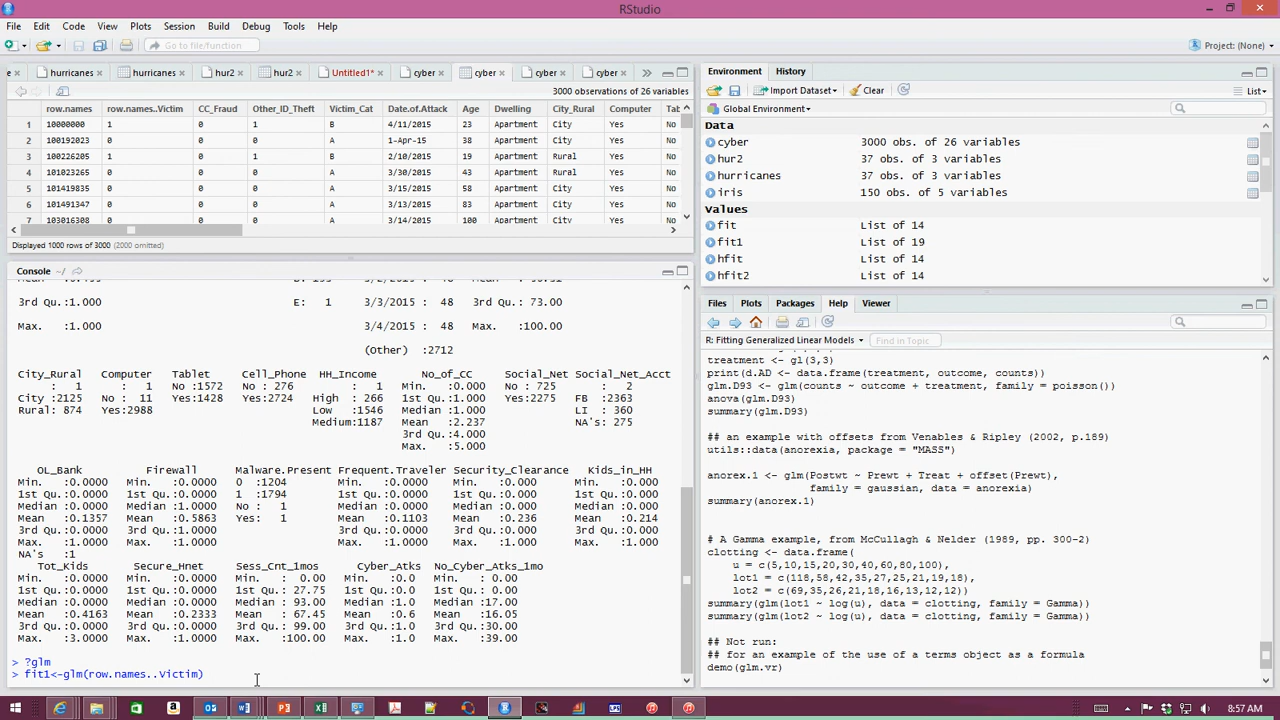 RStudio
File Edit Code View Plots Session Build Debug Tools Help
Go to file/function
Project: (None)
hurricanes hurricanes hur2 hur2 Untitled1* cyber cyber cyber cyber
3000 observations of 26 variables
row.names row.names..Victim CC_Fraud Other_ID_Theft Victim_Cat Date.of.Attack Age Dwelling City_Rural Computer Tab
1 10000000 1 0 1 B 4/11/2015 23 Apartment City Yes No
2 100192023 0 0 0 A 1-Apr-15 38 Apartment City Yes No
3 100226205 1 0 1 B 2/10/2015 19 Apartment Rural Yes No
4 101023265 0 0 0 A 3/30/2015 43 Apartment Rural Yes No
5 101419835 0 0 0 A 3/15/2015 58 Apartment City Yes No
6 101491347 0 0 0 A 3/13/2015 83 Apartment City Yes No
7 103016308 0 0 0 A 3/14/2015 100 Apartment City Yes No
Displayed 1000 rows of 3000 (2000 omitted)
Console ~/
3rd Qu.:1.000 E: 1 3/3/2015 : 48 3rd Qu.: 73.00
Max. :1.000 3/4/2015 : 48 Max. :100.00
(Other) :2712
City_Rural Computer Tablet Cell_Phone HH_Income No_of_CC Social_Net Social_Net_Acct
: 1 : 1 No :1572 No : 276 : 1 Min. :0.000 No : 725 : 2
City :2125 No : 11 Yes:1428 Yes:2724 High : 266 1st Qu.:1.000 Yes:2275 FB :2363
Rural: 874 Yes:2988 Low :1546 Median :1.000 LI : 360
Medium:1187 Mean :2.237 NA's: 275
3rd Qu.:4.000
Max. :5.000
OL_Bank Firewall Malware.Present Frequent.Traveler Security_Clearance Kids_in_HH
Min. :0.0000 Min. :0.0000 0 :1204 Min. :0.0000 Min. :0.000 Min. :0.000
1st Qu.:0.0000 1st Qu.:0.0000 1 :1794 1st Qu.:0.0000 1st Qu.:0.000 1st Qu.:0.000
Median :0.0000 Median :1.0000 No : 1 Median :0.0000 Median :0.000 Median :0.000
Mean :0.1357 Mean :0.5863 Yes: 1 Mean :0.1103 Mean :0.236 Mean :0.214
3rd Qu.:0.0000 3rd Qu.:1.0000 3rd Qu.:0.0000 3rd Qu.:0.000 3rd Qu.:0.000
Max. :1.0000 Max. :1.0000 Max. :1.0000 Max. :1.000 Max. :1.000
NA's :1
Tot_Kids Secure_Hnet Sess_Cnt_1mos Cyber_Atks No_Cyber_Atks_1mo
Min. :0.0000 Min. :0.0000 Min. : 0.00 Min. :0.0 Min. : 0.00
1st Qu.:0.0000 1st Qu.:0.0000 1st Qu.: 27.75 1st Qu.:0.0 1st Qu.: 0.00
Median :0.0000 Median :0.0000 Median : 93.00 Median :1.0 Median :17.00
Mean :0.4163 Mean :0.2333 Mean : 67.45 Mean :0.6 Mean :16.05
3rd Qu.:0.0000 3rd Qu.:0.0000 3rd Qu.: 99.00 3rd Qu.:1.0 3rd Qu.:30.00
Max. :3.0000 Max. :1.0000 Max. :100.00 Max. :1.0 Max. :39.00
> ?glm
> fit1<-glm(row.names..Victim)
Environment History
Import Dataset Clear List
Global Environment
Data
cyber 3000 obs. of 26 variables
hur2 37 obs. of 3 variables
hurricanes 37 obs. of 3 variables
iris 150 obs. of 5 variables
Values
fit List of 14
fit1 List of 19
hfit List of 14
hfit2 List of 14
Files Plots Packages Help Viewer
R: Fitting Generalized Linear Models Find in Topic
treatment <- gl(3,3)
print(d.AD <- data.frame(treatment, outcome, counts))
glm.D93 <- glm(counts ~ outcome + treatment, family = poisson())
anova(glm.D93)
summary(glm.D93)
## an example with offsets from Venables & Ripley (2002, p.189)
utils::data(anorexia, package = "MASS")
anorex.1 <- glm(Postwt ~ Prewt + Treat + offset(Prewt),
family = gaussian, data = anorexia)
summary(anorex.1)
# A Gamma example, from McCullagh & Nelder (1989, pp. 300-2)
clotting <- data.frame(
u = c(5,10,15,20,30,40,60,80,100),
lot1 = c(118,58,42,35,27,25,21,19,18),
lot2 = c(69,35,26,21,18,16,13,12,12))
summary(glm(lot1 ~ log(u), data = clotting, family = Gamma))
summary(glm(lot2 ~ log(u), data = clotting, family = Gamma))
## Not run:
## for an example of the use of a terms object as a formula
demo(glm.vr)
8:57 AM